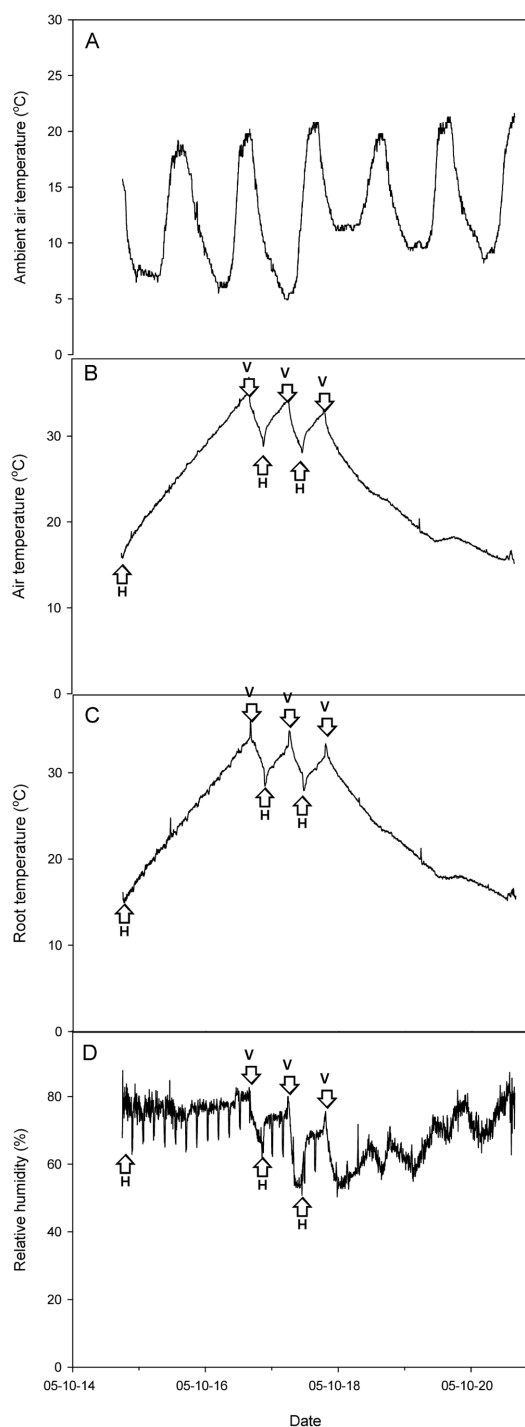 A
30
25
20
15
10
5
0
Ambient air temperature (°C)
B
30
20
10
0
Air temperature (°C)
V
V
V
H
H
H
C
30
20
10
0
Root temperature (°C)
V
V
V
H
H
H
D
80
60
40
20
0
Relative humidity (%)
V
V
V
H
H
H
05-10-14
05-10-16
05-10-18
05-10-20
Date